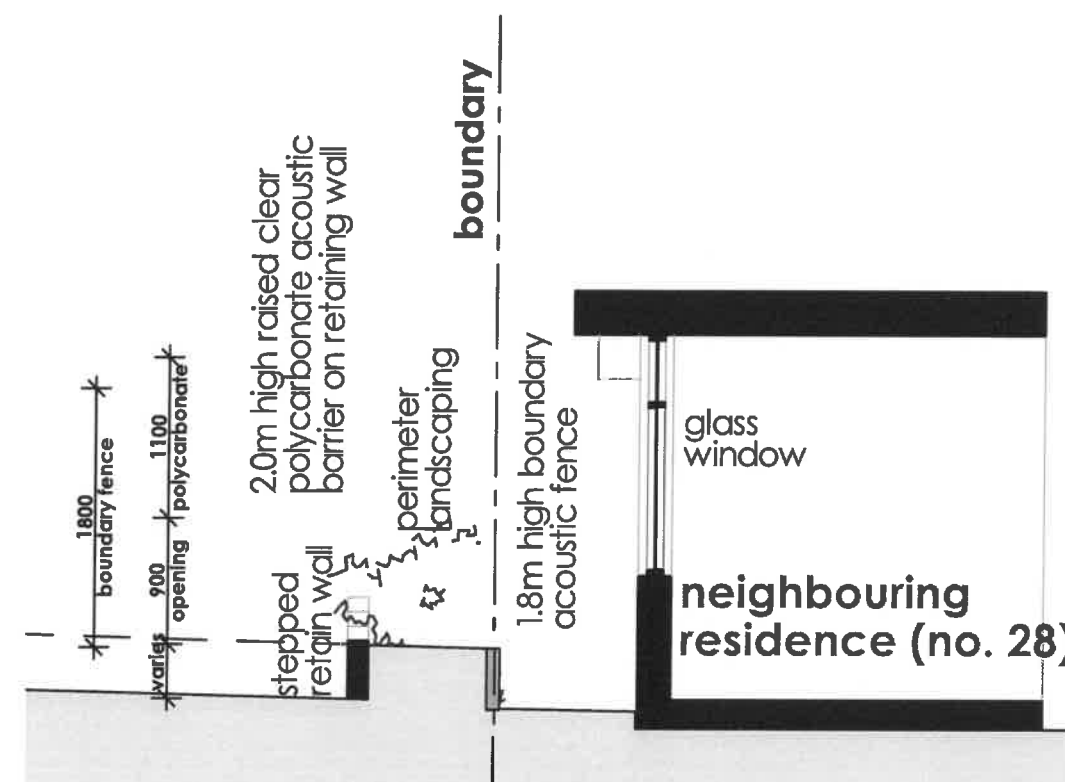 boundary
2.0m high raised clear
polycarbonate acoustic
barrier on retaining wall
perimeter
landscaping
1.8m high boundary
acoustic fence
1800
boundary fence
1100
polycarbonate
900
opening
varies
stepped
retain wall
glass
window
neighbouring
residence (no. 28)